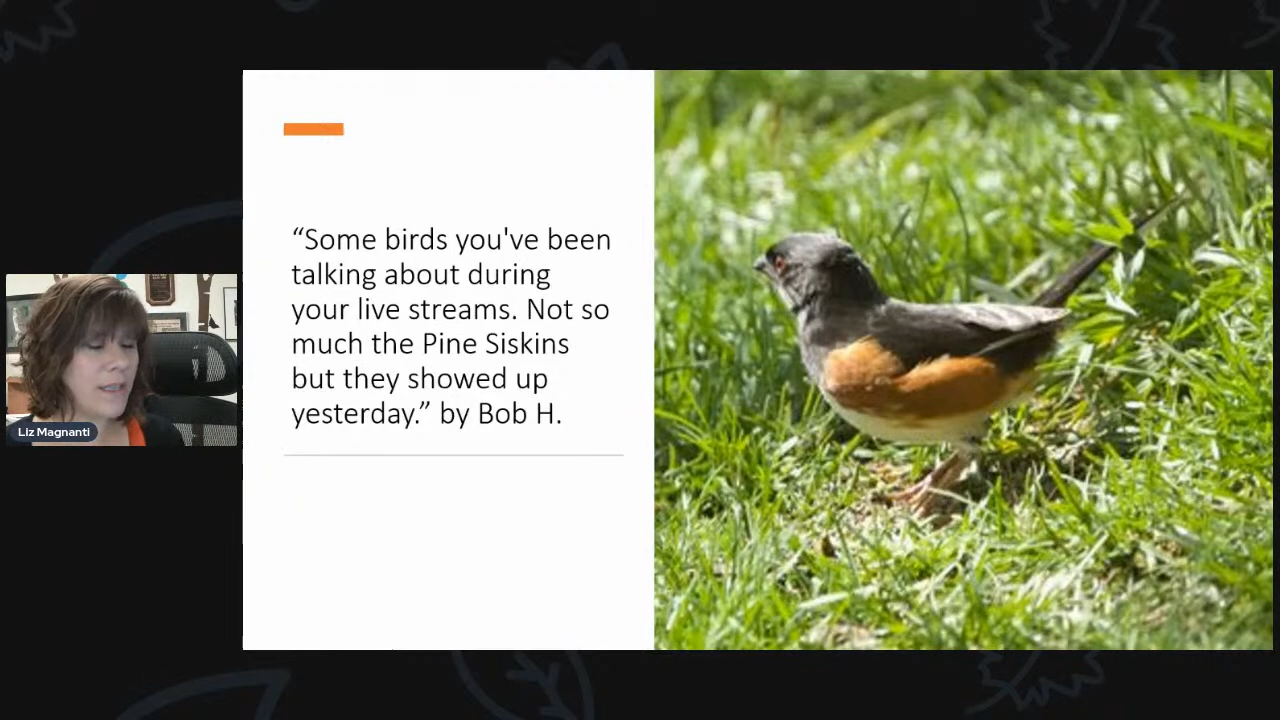 “Some birds you've been
talking about during
your live streams. Not so
much the Pine Siskins
but they showed up
yesterday.” by Bob H.
Liz Magnanti